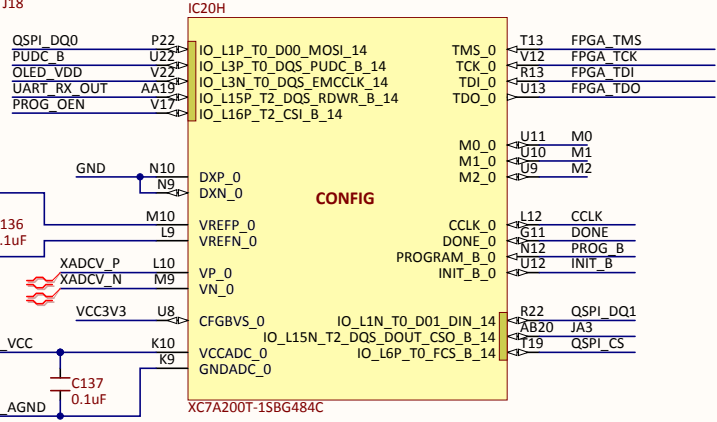 J18
IC20H
QSPI_DQ0 P22 IO_L1P_T0_D00_MOSI_14
PUDC_B U22 IO_L3P_T0_DQS_PUDC_B_14
OLED_VDD V22 IO_L3N_T0_DQS_EMCCLK_14
UART_RX_OUT AA19 IO_L15P_T2_DQS_RDWR_B_14
PROG_OEN V17 IO_L16P_T2_CSI_B_14
TMS_0 T13 FPGA_TMS
TCK_0 V12 FPGA_TCK
TDI_0 R13 FPGA_TDI
TDO_0 U13 FPGA_TDO
M0_0 U11 M0
M1_0 U10 M1
M2_0 U9 M2
GND N10 DXP_0
N9 DXN_0
CONFIG
M10 VREFP_0
L9 VREFN_0
136
.1uF
CCLK_0 L12 CCLK
DONE_0 G11 DONE
PROGRAM_B_0 N12 PROG_B
INIT_B_0 U12 INIT_B
XADCV_P L10 VP_0
XADCV_N M9 VN_0
VCC3V3 U8 CFGBVS_0
IO_L1N_T0_D01_DIN_14 R22 QSPI_DQ1
IO_L15N_T2_DQS_DOUT_CSO_B_14 AB20 JA3
IO_L6P_T0_FCS_B_14 T19 QSPI_CS
_VCC K10 VCCADC_0
K9 GNDADC_0
C137
0.1uF
_AGND
XC7A200T-1SBG484C